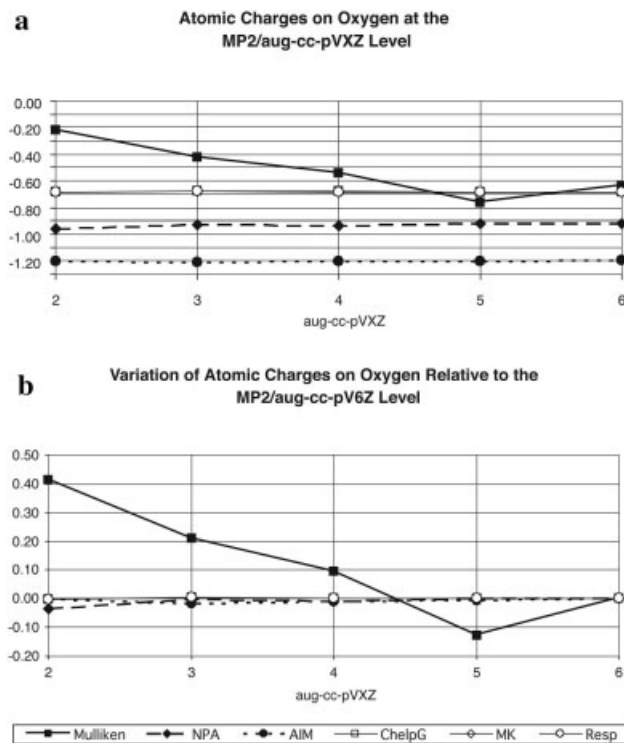 a
Atomic Charges on Oxygen at the
MP2/aug-cc-pVXZ Level
0.00
-0.20
-0.40
-0.60
-0.80
-1.00
-1.20
2 3 4 5 6
aug-cc-pVXZ
b
Variation of Atomic Charges on Oxygen Relative to the
MP2/aug-cc-pV6Z Level
0.50
0.40
0.30
0.20
0.10
0.00
-0.10
-0.20
2 3 4 5 6
aug-cc-pVXZ
Mulliken NPA AIM ChelpG MK Resp